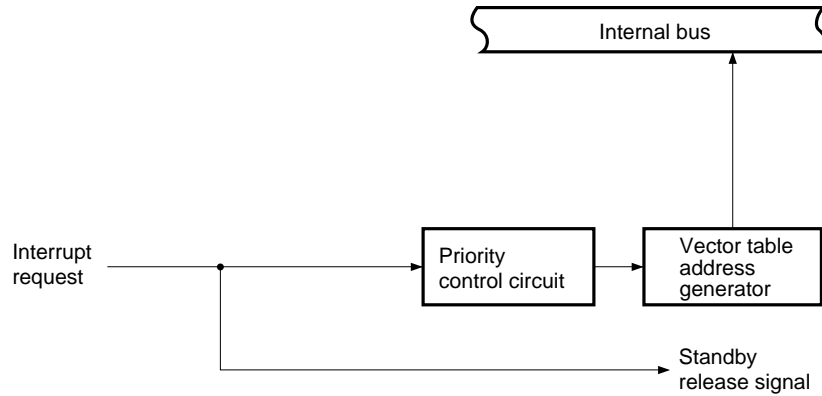 Internal bus
Interrupt
request
Priority
control circuit
Vector table
address
generator
Standby
release signal